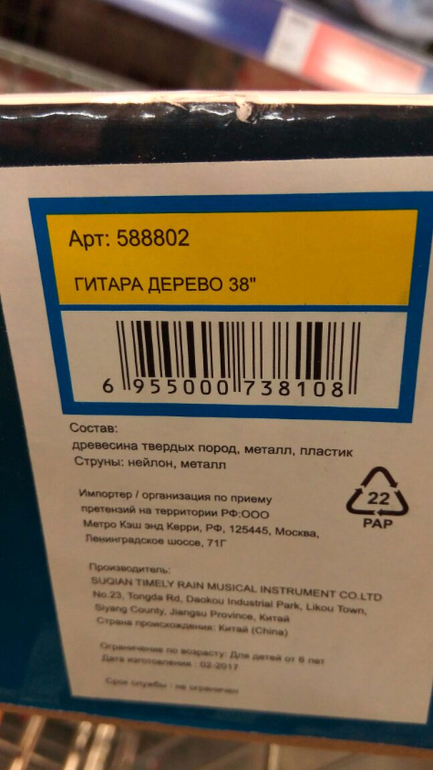 Арт: 588802
ГИТАРА ДЕРЕВО 38"
6 955000 738108
Состав:
древесина твердых пород, металл, пластик
Струны: нейлон, металл
Импортер / организация по приему
претензий на территории РФ:ООО
Метро Кэш энд Керри, РФ, 125445, Москва,
Ленинградское шоссе, 71Г
22
PAP
Производитель:
SUQIAN TIMELY RAIN MUSICAL INSTRUMENT CO.LTD
No.23, Tongda Rd, Daokou Industrial Park, Likou Town,
Siyang County, Jiangsu Province, Китай
Страна происхождения: Китай (China)
Ограничение по возрасту: Для детей от 6 лет
Дата изготовления : 02-2017
Срок службы : не ограничен